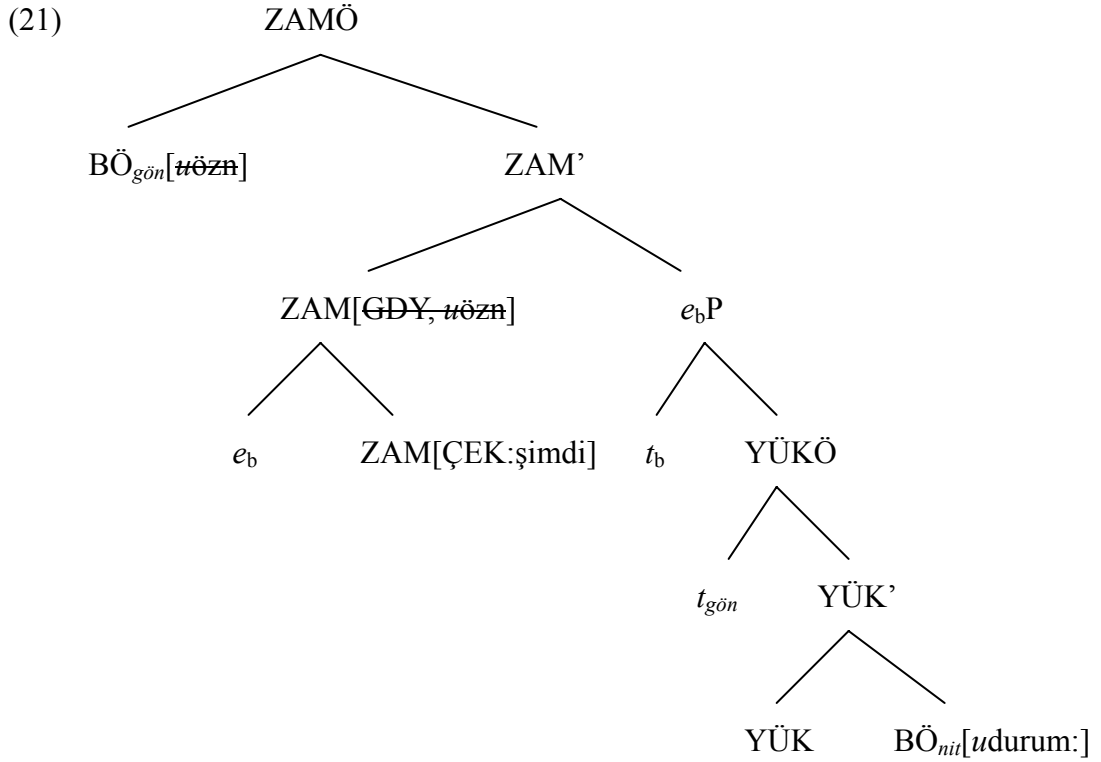 (21) ZAMÖ
BÖgön[uözn] ZAM’
ZAM[GDY, uözn] ebP
eb ZAM[ÇEK:şimdi] tb YÜKÖ
tgön YÜK’
YÜK BÖnit[udurum:]